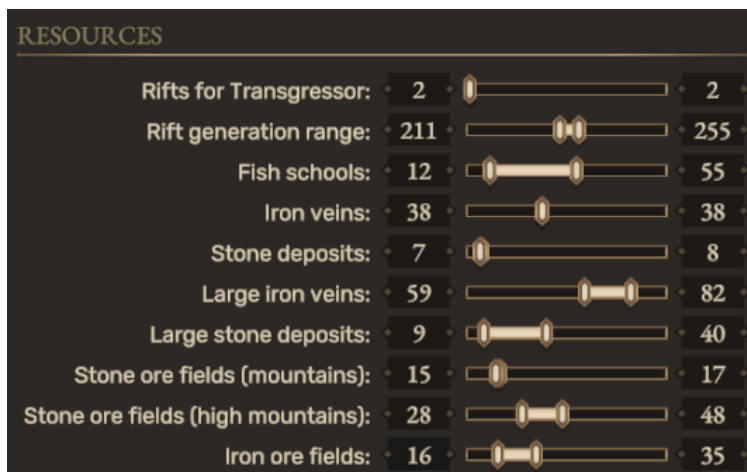 RESOURCES
Rifts for Transgressor: 2 2
Rift generation range: 211 255
Fish schools: 12 55
Iron veins: 38 38
Stone deposits: 7 8
Large iron veins: 59 82
Large stone deposits: 9 40
Stone ore fields (mountains): 15 17
Stone ore fields (high mountains): 28 48
Iron ore fields: 16 35